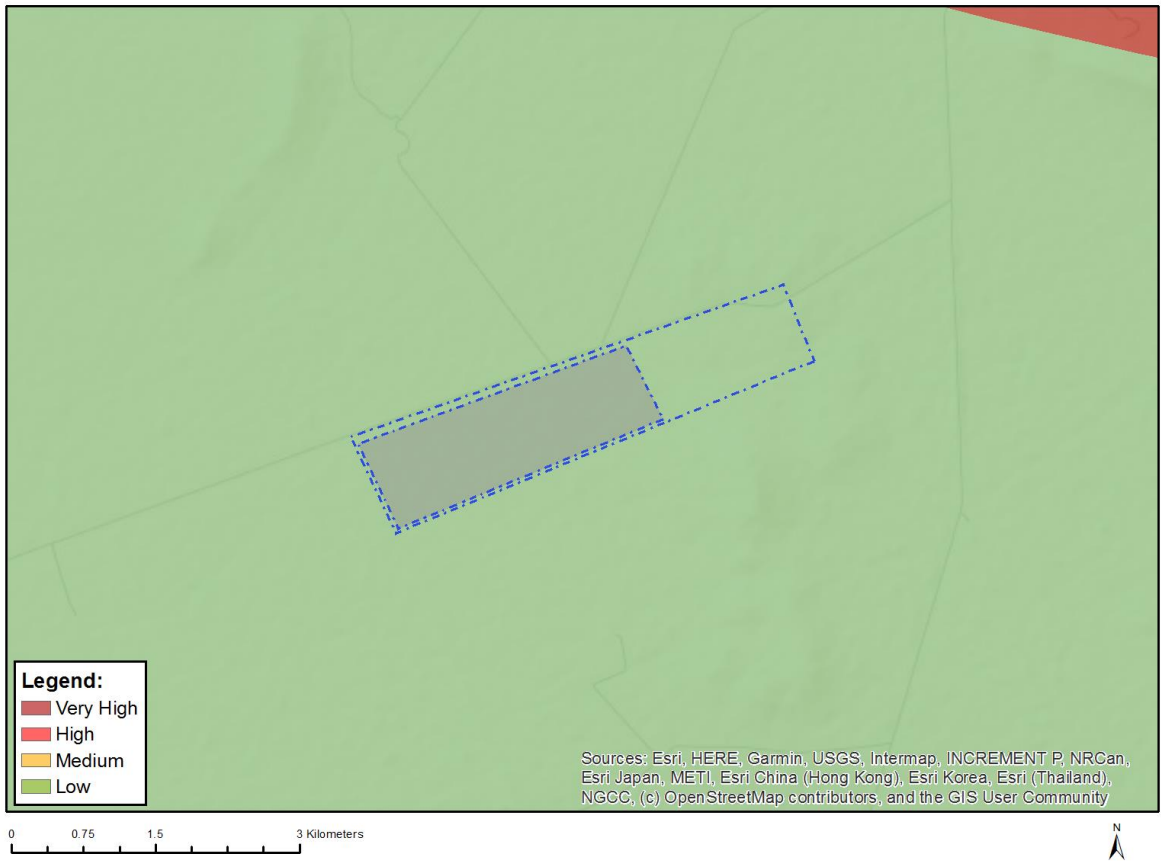 Legend:
Very High
High
Medium
Low
Sources: Esri, HERE, Garmin, USGS, Intermap, INCREMENT P, NRCan,
Esri Japan, METI, Esri China (Hong Kong), Esri Korea, Esri (Thailand),
NGCC, (c) OpenStreetMap contributors, and the GIS User Community
0 0.75 1.5 3 Kilometers
N